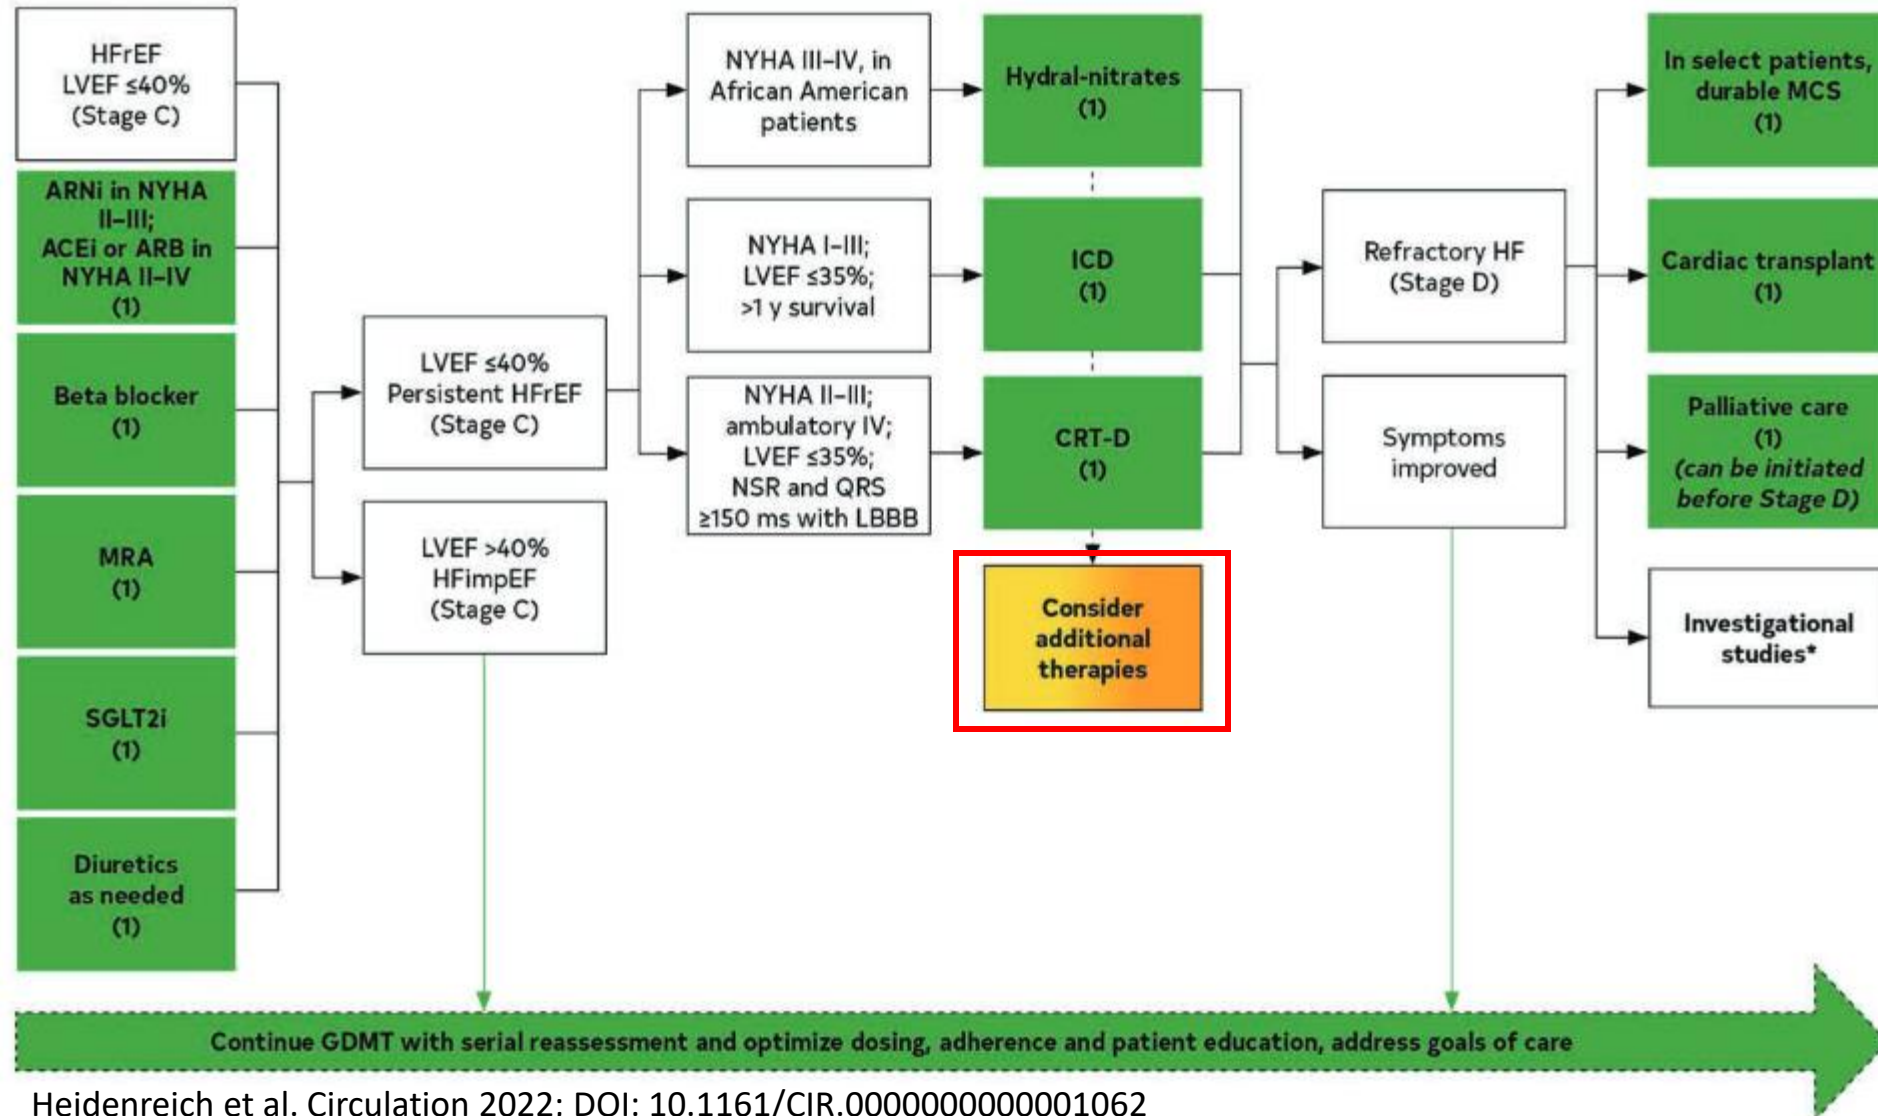 HFrEF
LVEF ≤40%
(Stage C)
ARNi in NYHA
II–III;
ACEi or ARB in
NYHA II–IV
(1)
Beta blocker
(1)
MRA
(1)
SGLT2i
(1)
Diuretics
as needed
(1)
LVEF ≤40%
Persistent HFrEF
(Stage C)
LVEF >40%
HFimpEF
(Stage C)
NYHA III–IV, in
African American
patients
NYHA I–III;
LVEF ≤35%;
>1 y survival
NYHA II–III;
ambulatory IV;
LVEF ≤35%;
NSR and QRS
≥150 ms with LBBB
Hydral-nitrates
(1)
ICD
(1)
CRT-D
(1)
Consider
additional
therapies
Refractory HF
(Stage D)
Symptoms
improved
In select patients,
durable MCS
(1)
Cardiac transplant
(1)
Palliative care
(1)
(can be initiated
before Stage D)
Investigational
studies*
Continue GDMT with serial reassessment and optimize dosing, adherence and patient education, address goals of care
Heidenreich et al. Circulation 2022; DOI: 10.1161/CIR.0000000000001062